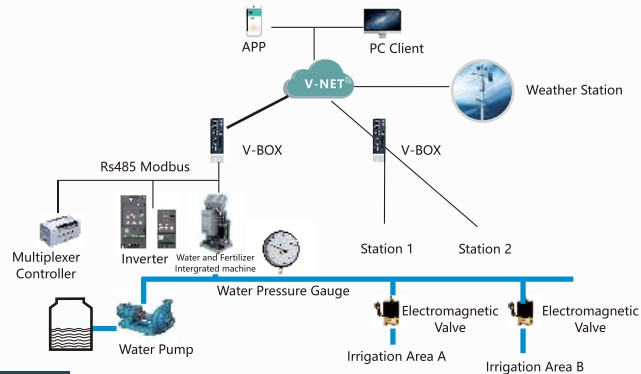 APP
PC Client
V-NET
Weather Station
V-BOX
V-BOX
Rs485 Modbus
Multiplexer
Controller
Inverter
Water and Fertilizer
Intergrated machine
Station 1
Station 2
Water Pressure Gauge
Electromagnetic
Valve
Electromagnetic
Valve
Water Pump
Irrigation Area A
Irrigation Area B